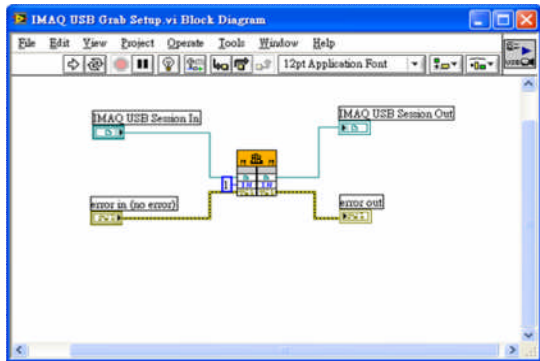 IMAQ USB Grab Setup.vi Block Diagram
File Edit View Project Operate Tools Window Help
12pt Application Font
IMAQ USB Session In
IMAQ USB Session Out
1
error in (no error)
error out